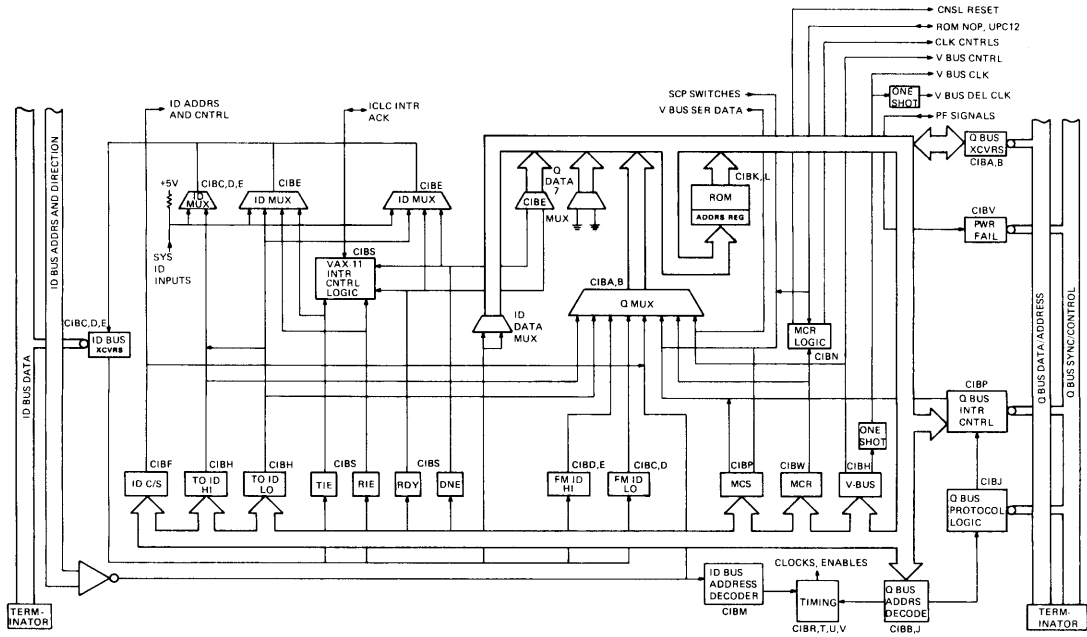 CNSL RESET
ROM NOP, UPC12
CLK CNTRLS
V BUS CNTRL
V BUS CLK
ONE
SHOT
V BUS DEL CLK
PF SIGNALS
SCP SWITCHES
V BUS SER DATA
ID ADDRS
AND CNTRL
ICLC INTR
ACK
+5V
CIBC,D,E
ID
MUX
CIBE
ID MUX
CIBE
ID MUX
SYS
ID
INPUTS
ID BUS ADDRS AND DIRECTION
ID BUS DATA
CIBC,D,E
ID BUS
XCVRS
CIBS
VAX-11
INTR
CNTRL
LOGIC
Q
DATA
?
CIBE
MUX
CIBK,L
ROM
ADDRS REG
Q BUS
XCVRS
CIBA,B
CIBV
PWR
FAIL
CIBA,B
Q MUX
ID
DATA
MUX
MCR
LOGIC
CIBN
Q BUS DATA/ADDRESS
Q BUS SYNC/CONTROL
CIBP
Q BUS
INTR
CNTRL
ONE
SHOT
CIBF
ID C/S
CIBH
TO ID
HI
CIBH
TO ID
LO
CIBS
TIE
RIE
CIBS
RDY
DNE
CIBD,E
FM ID
HI
CIBC,D
FM ID
LO
CIBP
MCS
CIBW
MCR
CIBH
V-BUS
CIBJ
Q BUS
PROTOCOL
LOGIC
ID BUS
ADDRESS
DECODER
CIBM
CLOCKS, ENABLES
TIMING
CIBR,T,U,V
Q BUS
ADDRS
DECODE
CIBB,J
TERM-
INATOR
TERM-
INATOR